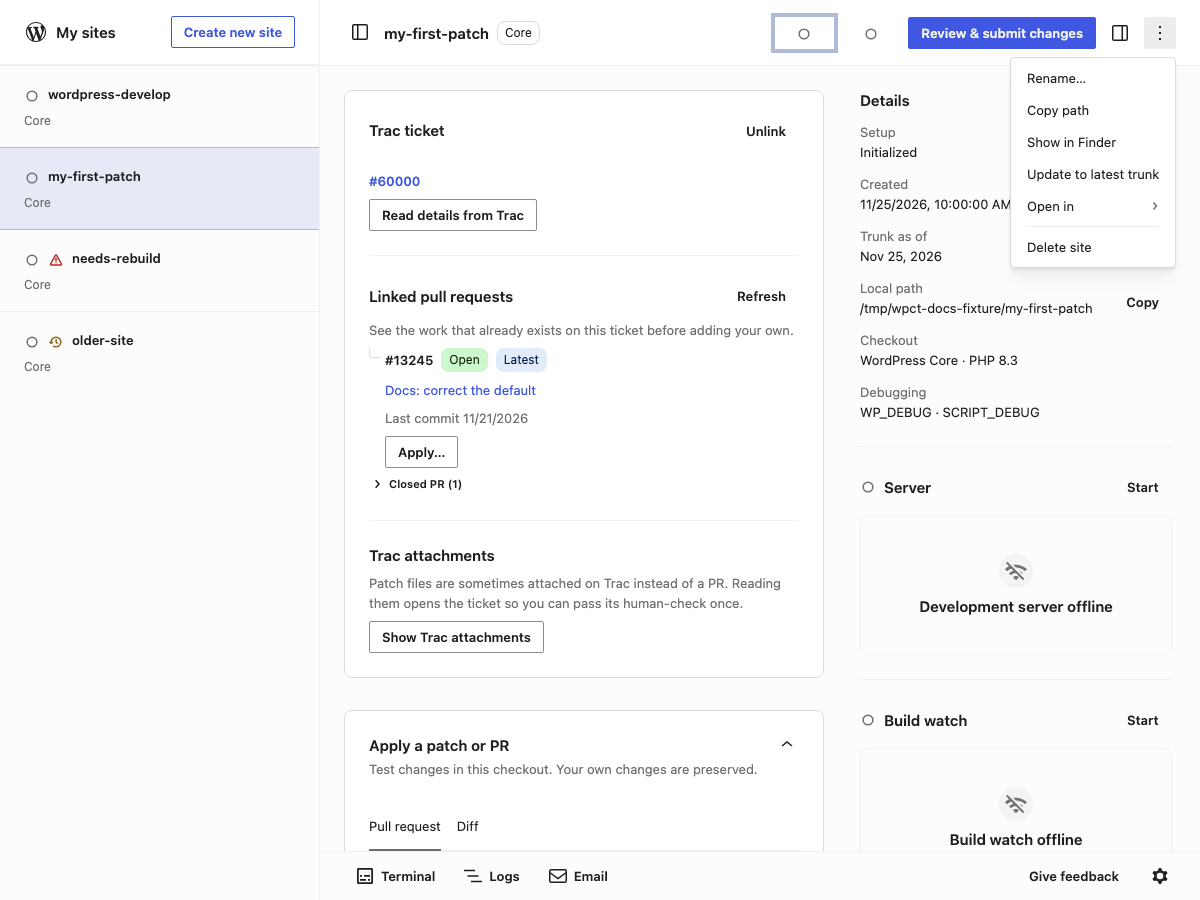 My sites
Create new site
wordpress-develop
Core
my-first-patch
Core
needs-rebuild
Core
older-site
Core
my-first-patch
Core
Review & submit changes
Rename...
Copy path
Show in Finder
Update to latest trunk
Open in
Delete site
Trac ticket
Unlink
#60000
Read details from Trac
Linked pull requests
Refresh
See the work that already exists on this ticket before adding your own.
#13245 Open Latest
Docs: correct the default
Last commit 11/21/2026
Apply...
Closed PR (1)
Trac attachments
Patch files are sometimes attached on Trac instead of a PR. Reading
them opens the ticket so you can pass its human-check once.
Show Trac attachments
Apply a patch or PR
Test changes in this checkout. Your own changes are preserved.
Pull request
Diff
Details
Setup
Initialized
Created
11/25/2026, 10:00:00 AM
Trunk as of
Nov 25, 2026
Local path
/tmp/wpct-docs-fixture/my-first-patch
Copy
Checkout
WordPress Core · PHP 8.3
Debugging
WP_DEBUG · SCRIPT_DEBUG
Server
Start
Development server offline
Build watch
Start
Build watch offline
Terminal
Logs
Email
Give feedback